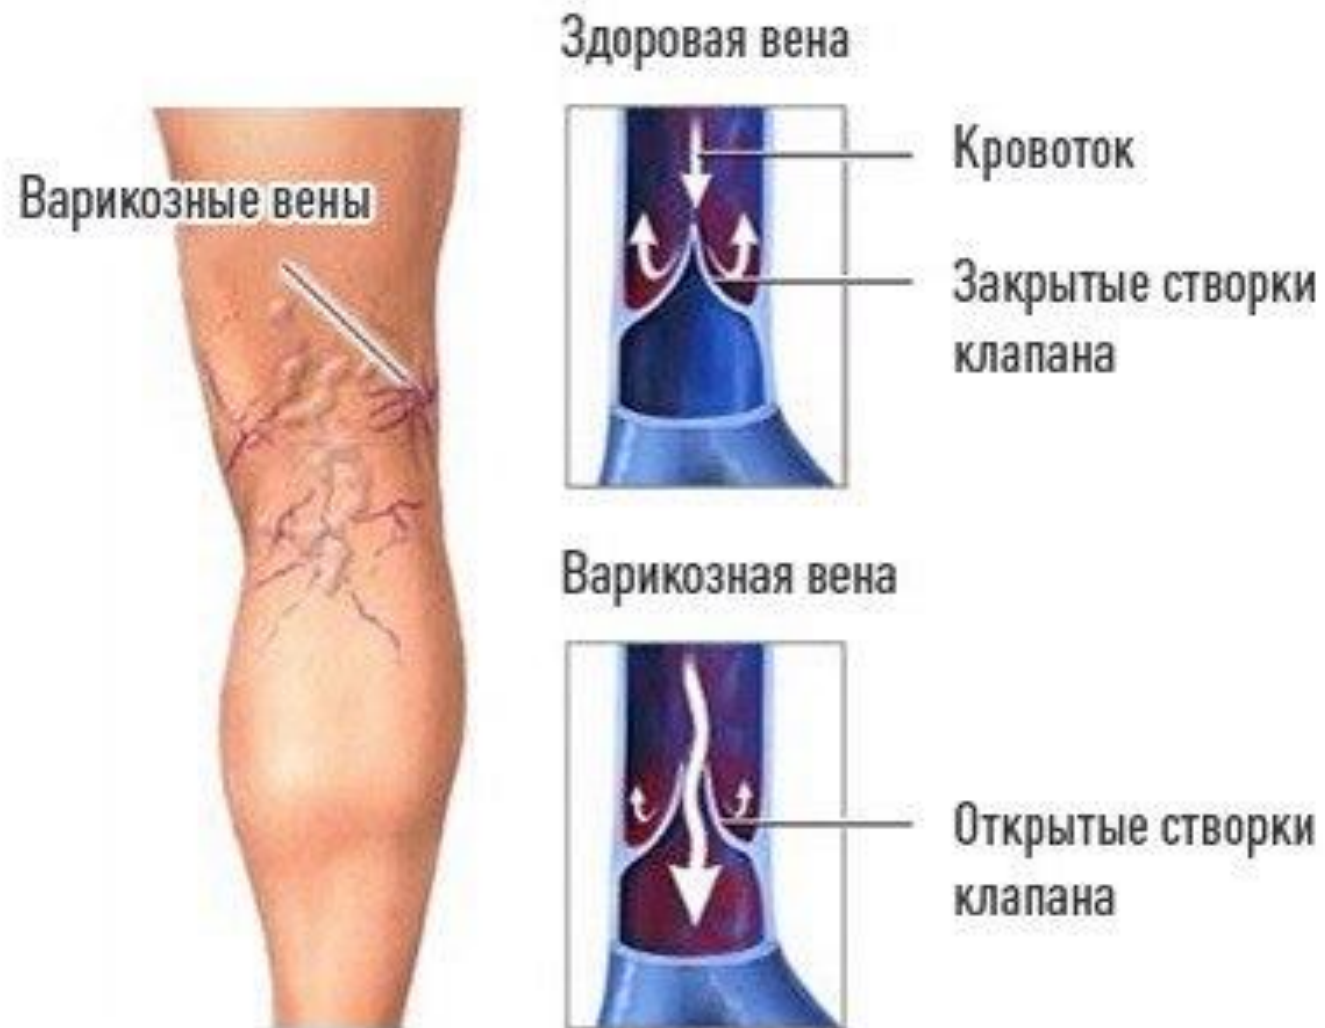 Здоровая вена
Варикозные вены
Кровоток
Закрытые створки
клапана
Варикозная вена
Открытые створки
клапана